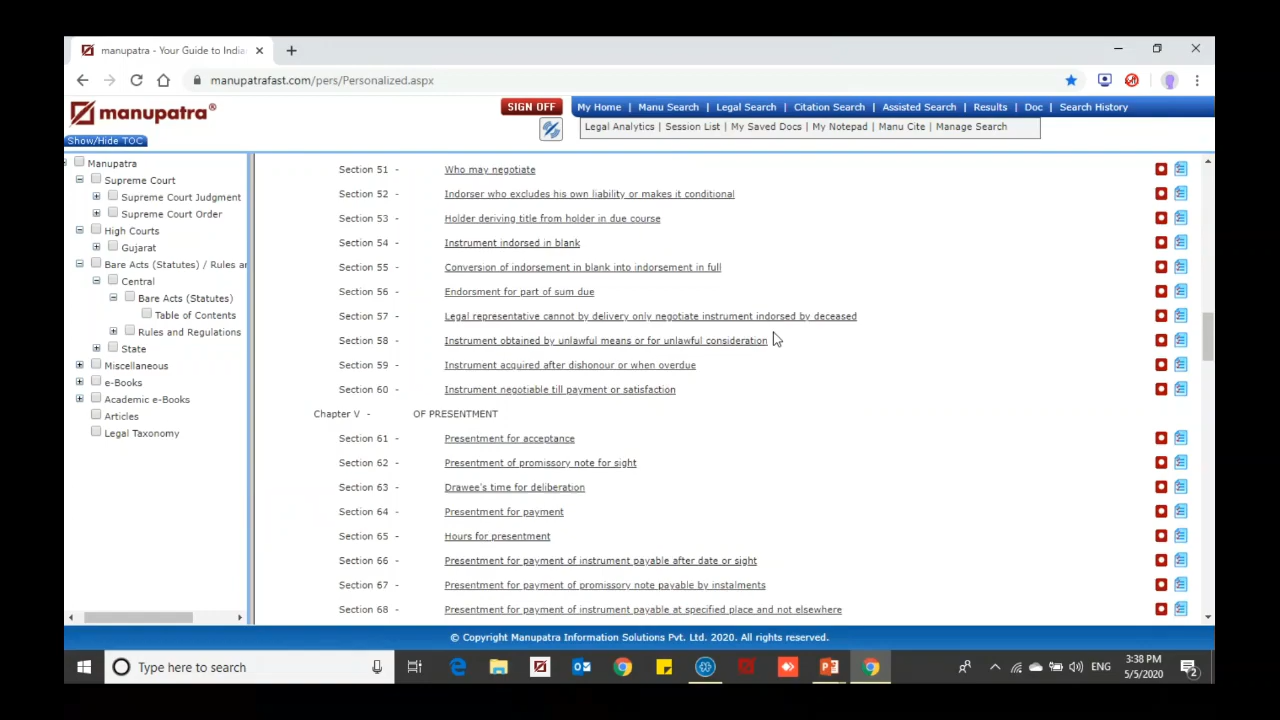 manupatra - Your Guide to India
manupatrafast.com/pers/Personalized.aspx
manupatra®
SIGN OFF
My Home | Manu Search | Legal Search | Citation Search | Assisted Search | Results | Doc | Search History
Legal Analytics | Session List | My Saved Docs | My Notepad | Manu Cite | Manage Search
Show/Hide TOC
Manupatra
Supreme Court
Supreme Court Judgment
Supreme Court Order
High Courts
Gujarat
Bare Acts (Statutes) / Rules ar
Central
Bare Acts (Statutes)
Table of Contents
Rules and Regulations
State
Miscellaneous
e-Books
Academic e-Books
Articles
Legal Taxonomy
Section 51 - Who may negotiate
Section 52 - Indorser who excludes his own liability or makes it conditional
Section 53 - Holder deriving title from holder in due course
Section 54 - Instrument indorsed in blank
Section 55 - Conversion of indorsement in blank into indorsement in full
Section 56 - Endorsment for part of sum due
Section 57 - Legal representative cannot by delivery only negotiate instrument indorsed by deceased
Section 58 - Instrument obtained by unlawful means or for unlawful consideration
Section 59 - Instrument acquired after dishonour or when overdue
Section 60 - Instrument negotiable till payment or satisfaction
Chapter V - OF PRESENTMENT
Section 61 - Presentment for acceptance
Section 62 - Presentment of promissory note for sight
Section 63 - Drawee's time for deliberation
Section 64 - Presentment for payment
Section 65 - Hours for presentment
Section 66 - Presentment for payment of instrument payable after date or sight
Section 67 - Presentment for payment of promissory note payable by instalments
Section 68 - Presentment for payment of instrument payable at specified place and not elsewhere
© Copyright Manupatra Information Solutions Pvt. Ltd. 2020. All rights reserved.
Type here to search
ENG
3:38 PM
5/5/2020
2